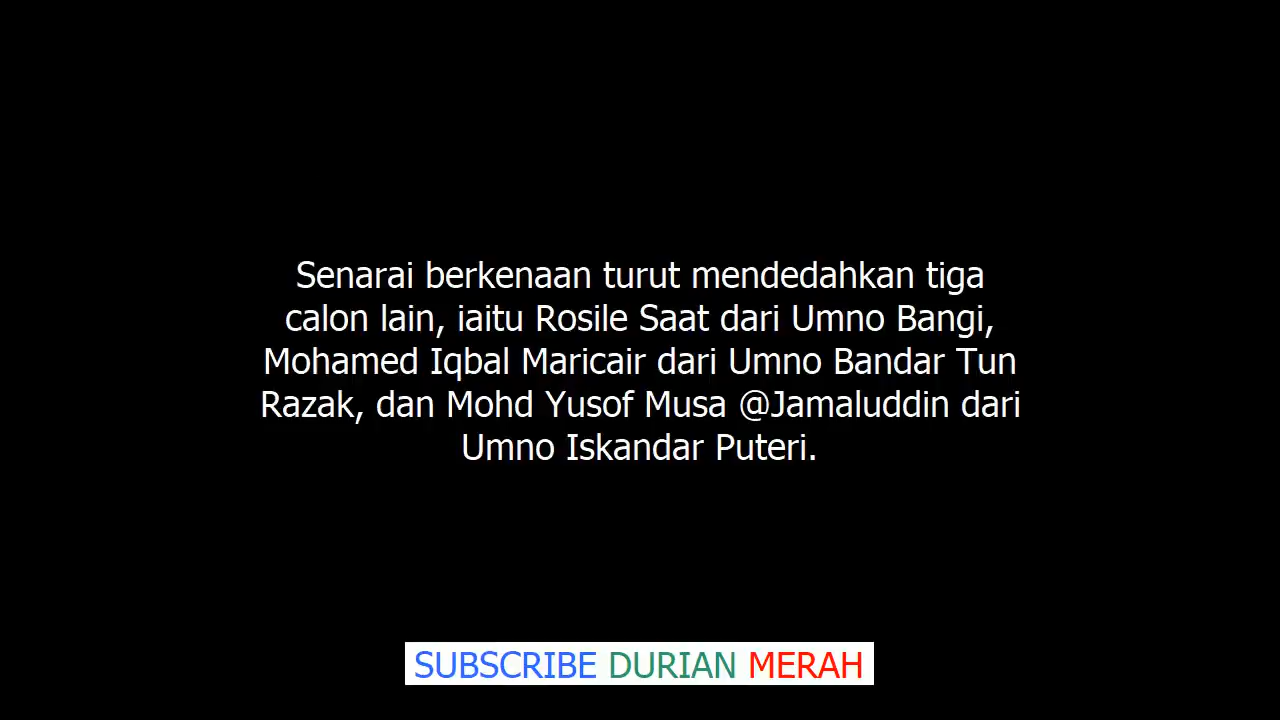 Senarai berkenaan turut mendedahkan tiga
calon lain, iaitu Rosile Saat dari Umno Bangi,
Mohamed Iqbal Maricair dari Umno Bandar Tun
Razak, dan Mohd Yusof Musa @Jamaluddin dari
Umno Iskandar Puteri.
SUBSCRIBE DURIAN MERAH